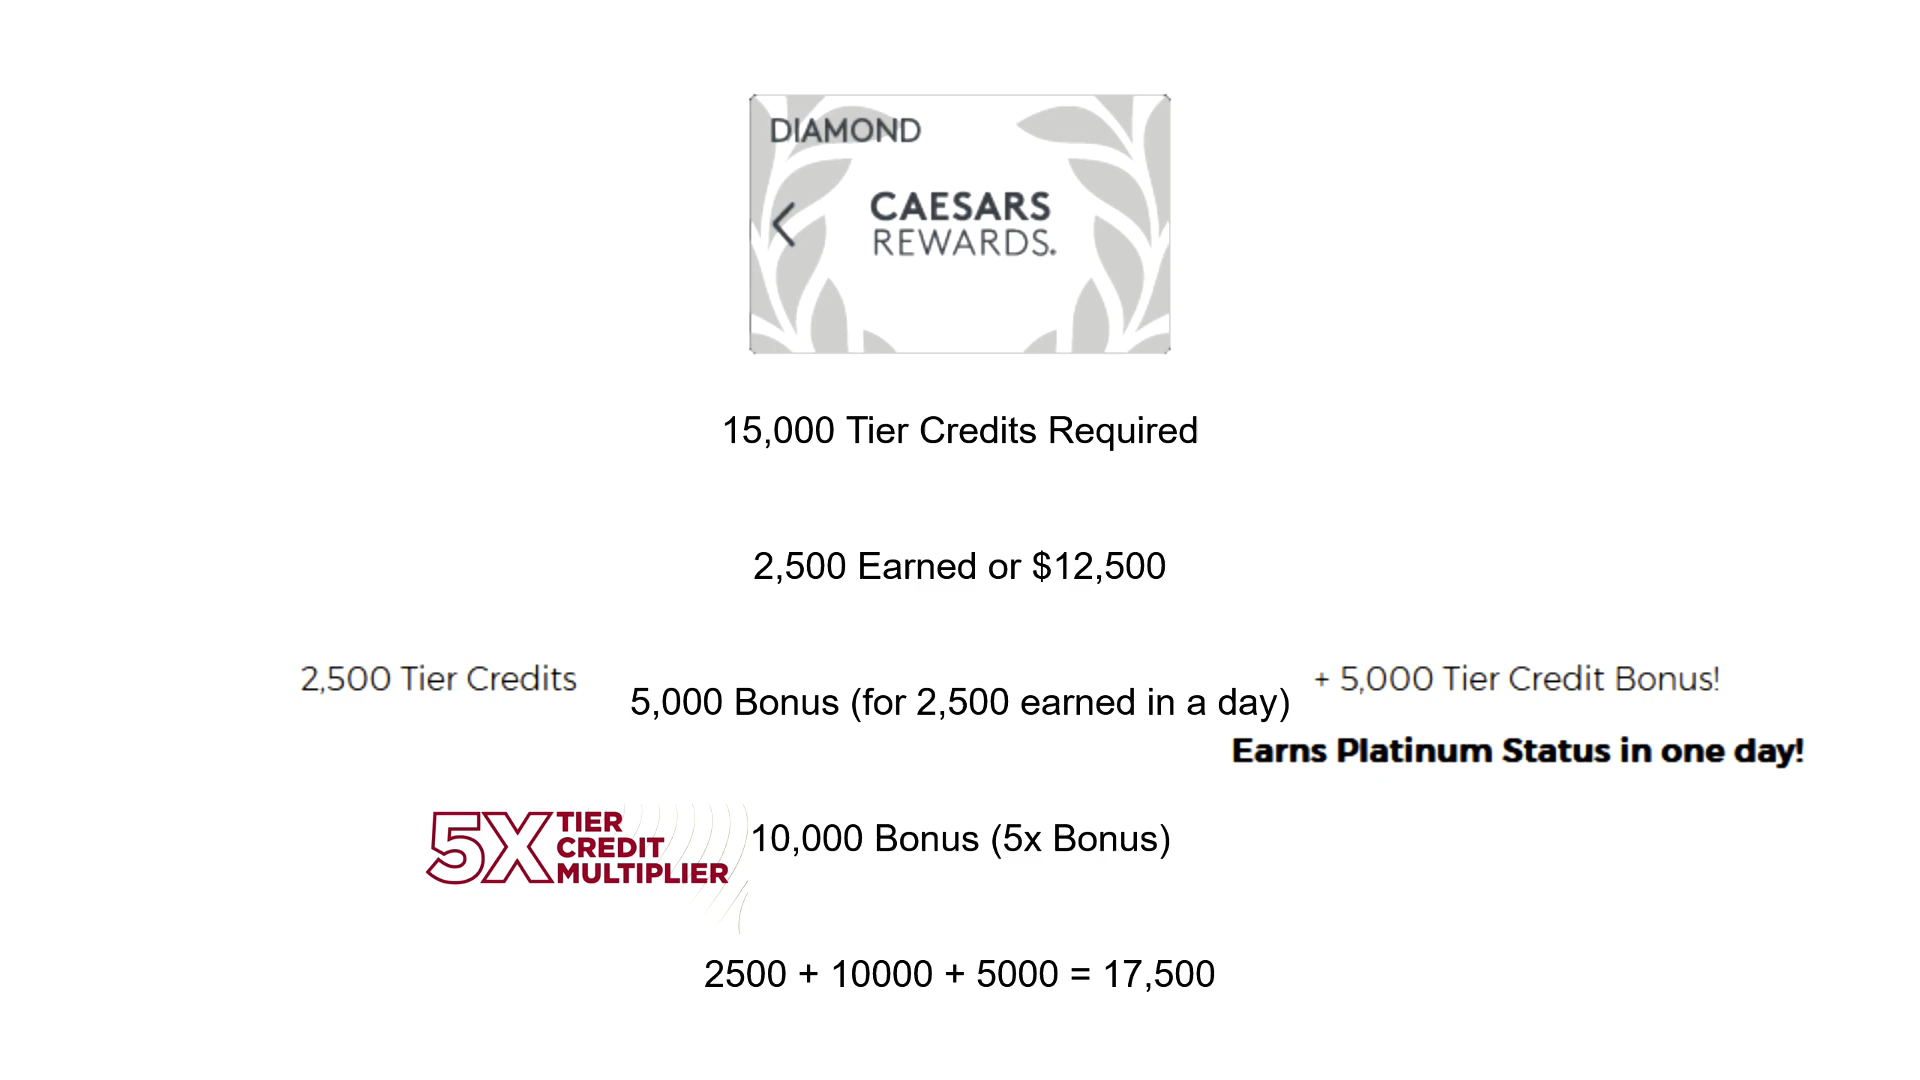 DIAMOND
CAESARS
REWARDS.
15,000 Tier Credits Required
2,500 Earned or $12,500
2,500 Tier Credits
5,000 Bonus (for 2,500 earned in a day)
+ 5,000 Tier Credit Bonus!
Earns Platinum Status in one day!
5X TIER
CREDIT
MULTIPLIER
10,000 Bonus (5x Bonus)
2500 + 10000 + 5000 = 17,500